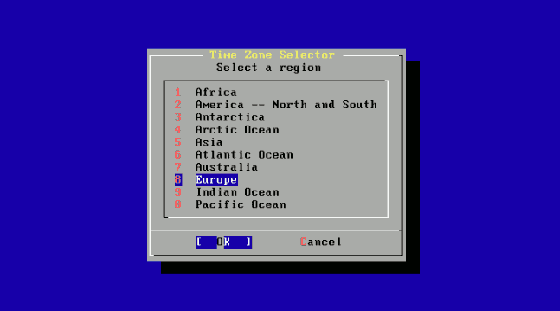 Time Zone Selector
Select a region
1 Africa
2 America -- North and South
3 Antarctica
4 Arctic Ocean
5 Asia
6 Atlantic Ocean
7 Australia
8 Europe
9 Indian Ocean
0 Pacific Ocean
[ OK ] Cancel